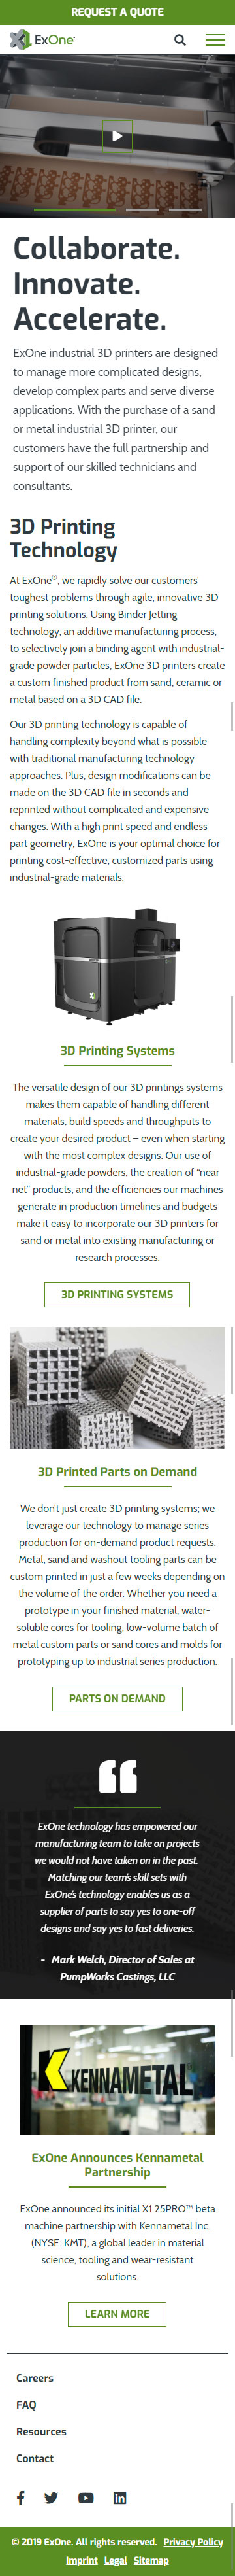 REQUEST A QUOTE
ExOne
Collaborate.
Innovate.
Accelerate.
ExOne industrial 3D printers are designed
to manage more complicated designs,
develop complex parts and serve diverse
applications. With the purchase of a sand
or metal industrial 3D printer, our
customers have the full partnership and
support of our skilled technicians and
consultants.
3D Printing
Technology
At ExOne®, we rapidly solve our customers'
toughest problems through agile, innovative 3D
printing solutions. Using Binder Jetting
technology, an additive manufacturing process,
to selectively join a binding agent with industrial-
grade powder particles, ExOne 3D printers create
a custom finished product from sand, ceramic or
metal based on a 3D CAD file.
Our 3D printing technology is capable of
handling complexity beyond what is possible
with traditional manufacturing technology
approaches. Plus, design modifications can be
made on the 3D CAD file in seconds and
reprinted without complicated and expensive
changes. With a high print speed and endless
part geometry, ExOne is your optimal choice for
printing cost-effective, customized parts using
industrial-grade materials.
3D Printing Systems
The versatile design of our 3D printings systems
makes them capable of handling different
materials, build speeds and throughputs to
create your desired product – even when starting
with the most complex designs. Our use of
industrial-grade powders, the creation of "near
net" products, and the efficiencies our machines
generate in production timelines and budgets
make it easy to incorporate our 3D printers for
sand or metal into existing manufacturing or
research processes.
3D PRINTING SYSTEMS
3D Printed Parts on Demand
We don't just create 3D printing systems; we
leverage our technology to manage series
production for on-demand product requests.
Metal, sand and washout tooling parts can be
custom printed in just a few weeks depending on
the volume of the order. Whether you need a
prototype in your finished material, water-
soluble cores for tooling, low-volume batch of
metal custom parts or sand cores and molds for
prototyping up to industrial series production.
PARTS ON DEMAND
ExOne technology has empowered our
manufacturing team to take on projects
we would not have taken on in the past.
Matching our team's skill sets with
ExOne's technology enables us as a
supplier of parts to say yes to one-off
designs and say yes to fast deliveries.
- Mark Welch, Director of Sales at
PumpWorks Castings, LLC
KENNAMETAL
ExOne Announces Kennametal
Partnership
ExOne announced its initial X1 25PRO™ beta
machine partnership with Kennametal Inc.
(NYSE: KMT), a global leader in material
science, tooling and wear-resistant
solutions.
LEARN MORE
Careers
FAQ
Resources
Contact
© 2019 ExOne. All rights reserved. Privacy Policy
Imprint Legal Sitemap